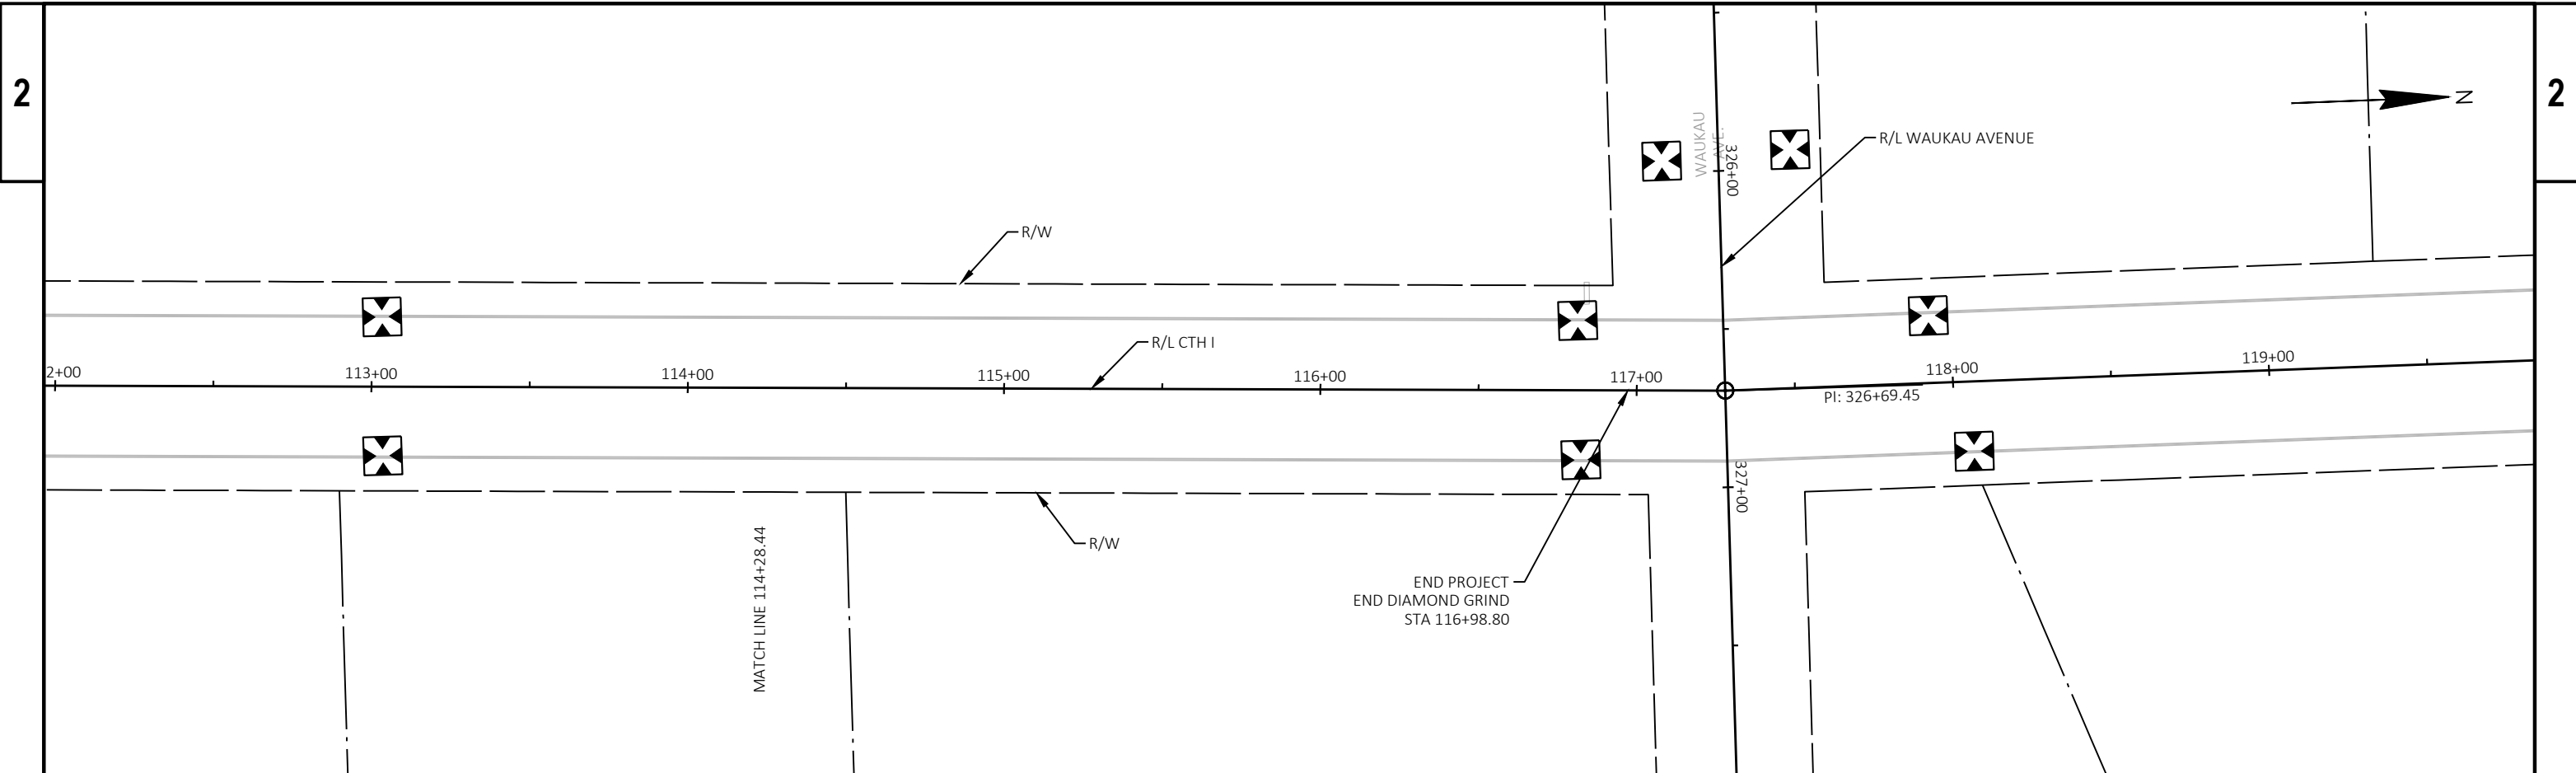 2
2
N
WAUKAU
AVE.
326+00
R/L WAUKAU AVENUE
R/W
R/L CTH I
2+00
113+00
114+00
115+00
116+00
117+00
118+00
119+00
PI: 326+69.45
327+00
R/W
MATCH LINE 114+28.44
END PROJECT
END DIAMOND GRIND
STA 116+98.80